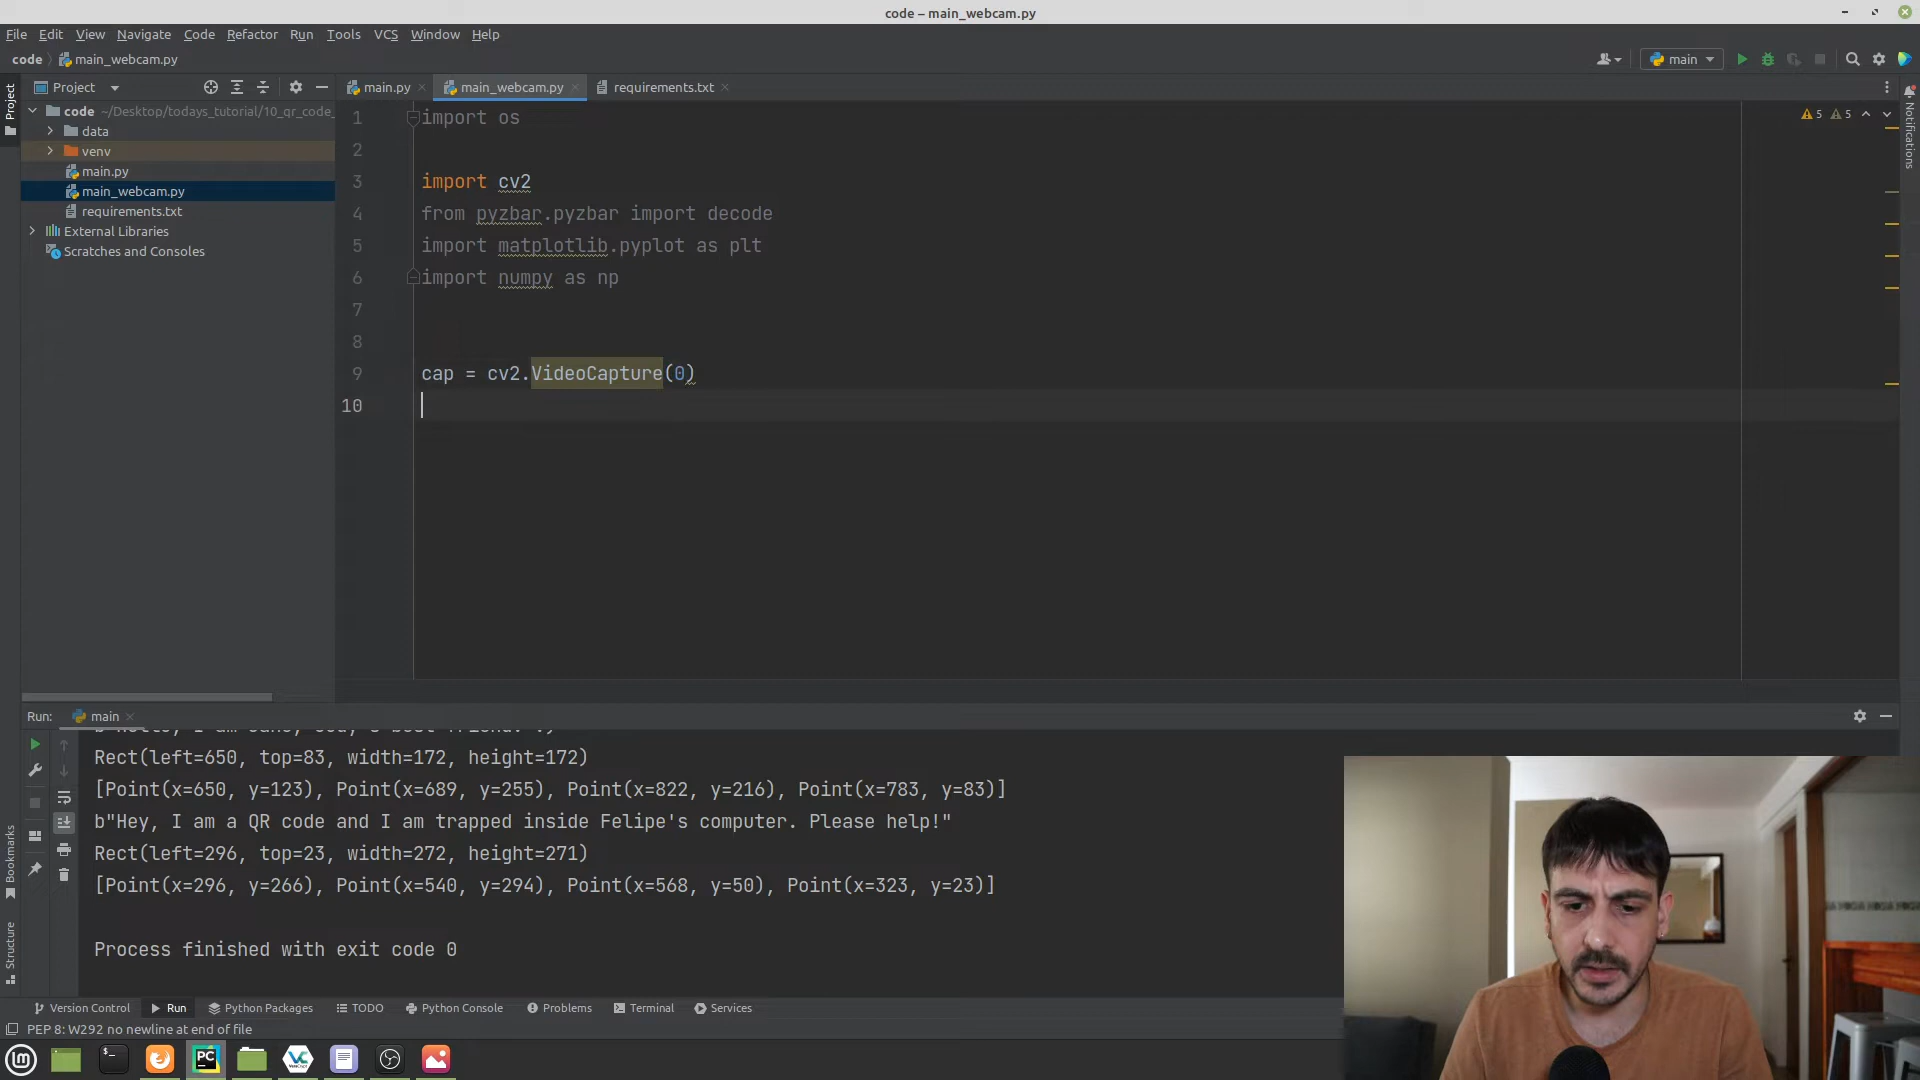 code – main_webcam.py
File Edit View Navigate Code Refactor Run Tools VCS Window Help
code main_webcam.py
main
Project
main.py
main_webcam.py
requirements.txt
Project
code ~/Desktop/todays_tutorial/10_qr_code_
data
venv
main.py
main_webcam.py
requirements.txt
External Libraries
Scratches and Consoles
1 import os
2
3 import cv2
4 from pyzbar.pyzbar import decode
5 import matplotlib.pyplot as plt
6 import numpy as np
7
8
9 cap = cv2.VideoCapture(0)
10
5 5
Notifications
Run: main
Rect(left=650, top=83, width=172, height=172)
[Point(x=650, y=123), Point(x=689, y=255), Point(x=822, y=216), Point(x=783, y=83)]
b"Hey, I am a QR code and I am trapped inside Felipe's computer. Please help!"
Rect(left=296, top=23, width=272, height=271)
[Point(x=296, y=266), Point(x=540, y=294), Point(x=568, y=50), Point(x=323, y=23)]
Process finished with exit code 0
Bookmarks
Structure
Version Control Run TODO Python Packages Python Console Problems Terminal Services
PEP 8: W292 no newline at end of file
PC